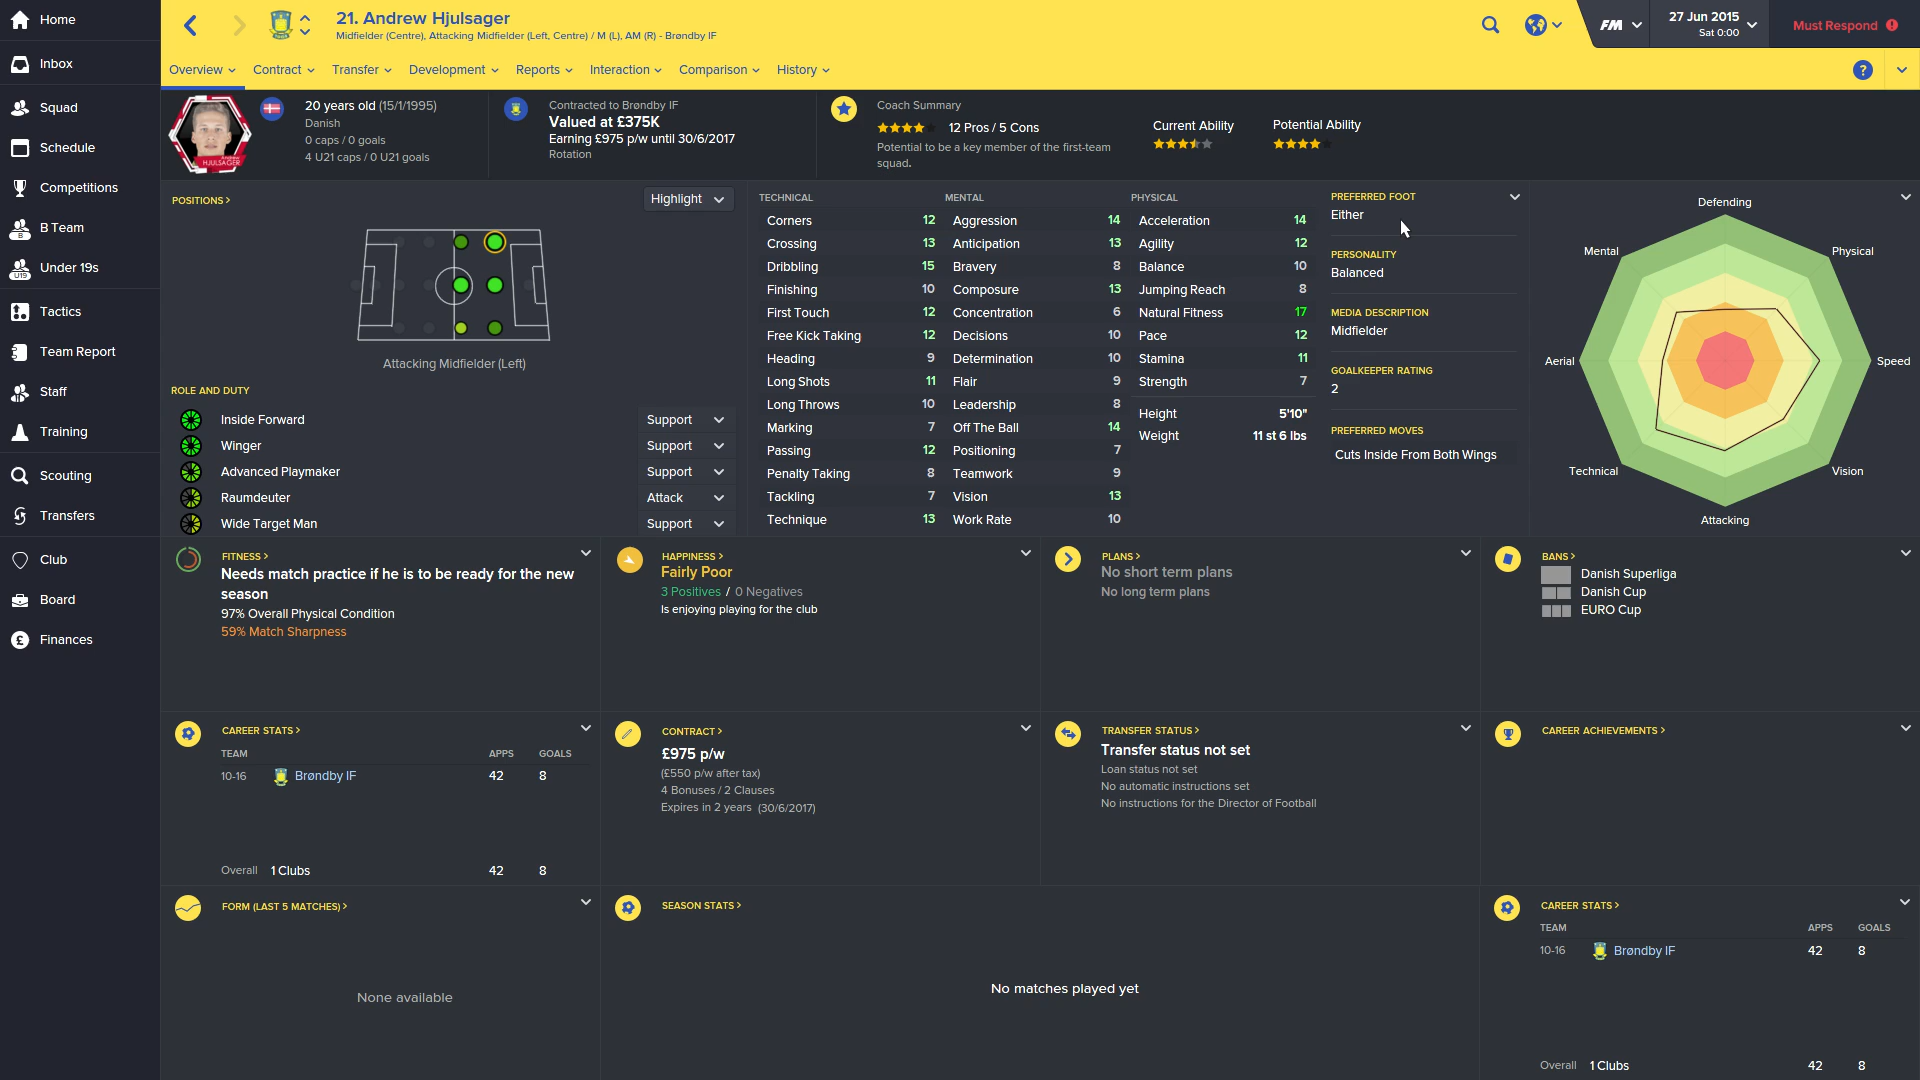 Home
Inbox
Squad
Schedule
Competitions
B Team
Under 19s
Tactics
Team Report
Staff
Training
Scouting
Transfers
Club
Board
Finances
21. Andrew Hjulsager
Midfielder (Centre), Attacking Midfielder (Left, Centre) / M (L), AM (R) - Brøndby IF
FM
27 Jun 2015
Sat 0:00
Must Respond
Overview
Contract
Transfer
Development
Reports
Interaction
Comparison
History
?
HJULSAGER
20 years old (15/1/1995)
Danish
0 caps / 0 goals
4 U21 caps / 0 U21 goals
Contracted to Brøndby IF
Valued at £375K
Earning £975 p/w until 30/6/2017
Rotation
Coach Summary
12 Pros / 5 Cons
Potential to be a key member of the first-team
squad.
Current Ability
Potential Ability
POSITIONS >
Highlight
Attacking Midfielder (Left)
ROLE AND DUTY
Inside Forward Support
Winger Support
Advanced Playmaker Support
Raumdeuter Attack
Wide Target Man Support
TECHNICAL
Corners 12
Crossing 13
Dribbling 15
Finishing 10
First Touch 12
Free Kick Taking 12
Heading 9
Long Shots 11
Long Throws 10
Marking 7
Passing 12
Penalty Taking 8
Tackling 7
Technique 13
MENTAL
Aggression 14
Anticipation 13
Bravery 8
Composure 13
Concentration 6
Decisions 10
Determination 10
Flair 9
Leadership 8
Off The Ball 14
Positioning 7
Teamwork 9
Vision 13
Work Rate 10
PHYSICAL
Acceleration 14
Agility 12
Balance 10
Jumping Reach 8
Natural Fitness 17
Pace 12
Stamina 11
Strength 7
Height 5'10"
Weight 11 st 6 lbs
PREFERRED FOOT
Either
PERSONALITY
Balanced
MEDIA DESCRIPTION
Midfielder
GOALKEEPER RATING
2
PREFERRED MOVES
Cuts Inside From Both Wings
Defending
Mental
Physical
Aerial
Speed
Technical
Vision
Attacking
FITNESS >
Needs match practice if he is to be ready for the new
season
97% Overall Physical Condition
59% Match Sharpness
HAPPINESS >
Fairly Poor
3 Positives / 0 Negatives
Is enjoying playing for the club
PLANS >
No short term plans
No long term plans
BANS >
Danish Superliga
Danish Cup
EURO Cup
CAREER STATS >
TEAM APPS GOALS
10-16 Brøndby IF 42 8
Overall 1 Clubs 42 8
CONTRACT >
£975 p/w
(£550 p/w after tax)
4 Bonuses / 2 Clauses
Expires in 2 years (30/6/2017)
TRANSFER STATUS >
Transfer status not set
Loan status not set
No automatic instructions set
No instructions for the Director of Football
CAREER ACHIEVEMENTS >
FORM (LAST 5 MATCHES) >
None available
SEASON STATS >
No matches played yet
CAREER STATS >
TEAM APPS GOALS
10-16 Brøndby IF 42 8
Overall 1 Clubs 42 8